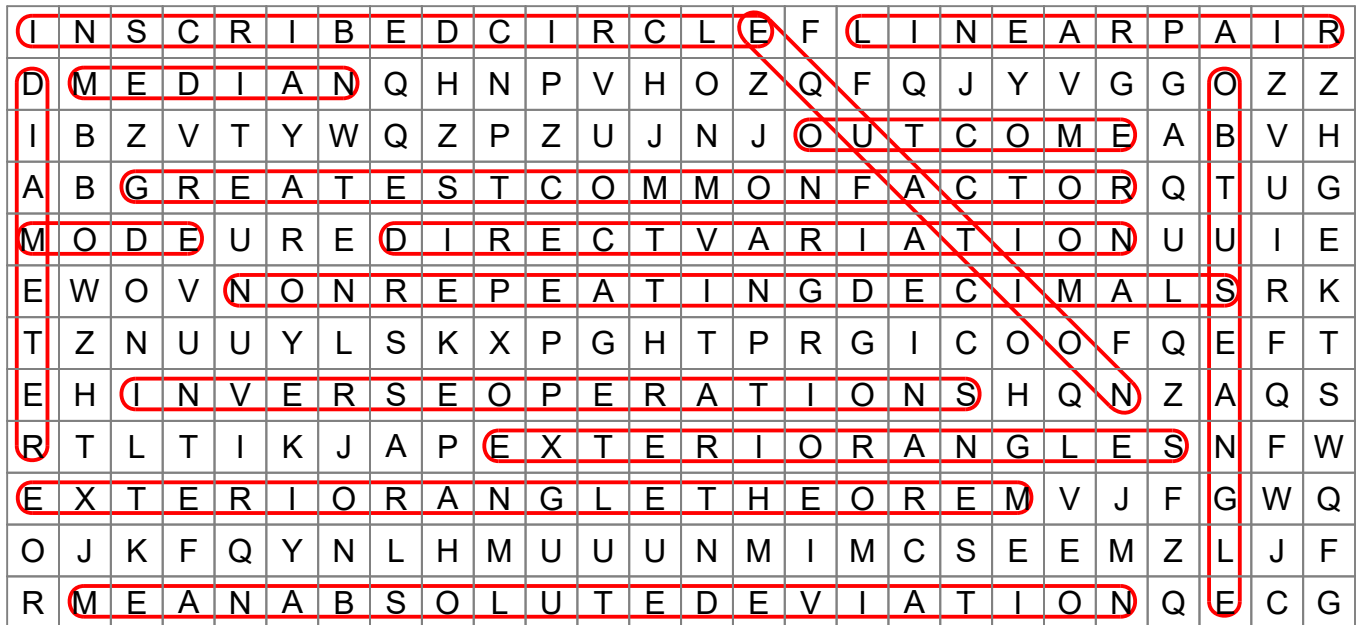 I N S C R I B E D C I R C L E F L I N E A R P A I R
D M E D I A N Q H N P V H O Z Q F Q J Y V G G O Z Z
I B Z V T Y W Q Z P Z U J N J O U T C O M E A B V H
A B G R E A T E S T C O M M O N F A C T O R Q T U G
M O D E U R E D I R E C T V A R I A T I O N U U I E
E W O V N O N R E P E A T I N G D E C I M A L S R K
T Z N U U Y L S K X P G H T P R G I C O O F Q E F T
E H I N V E R S E O P E R A T I O N S H Q N Z A Q S
R T L T I K J A P E X T E R I O R A N G L E S N F W
E X T E R I O R A N G L E T H E O R E M V J F G W Q
O J K F Q Y N L H M U U U N M I M C S E E M Z L J F
R M E A N A B S O L U T E D E V I A T I O N Q E C G